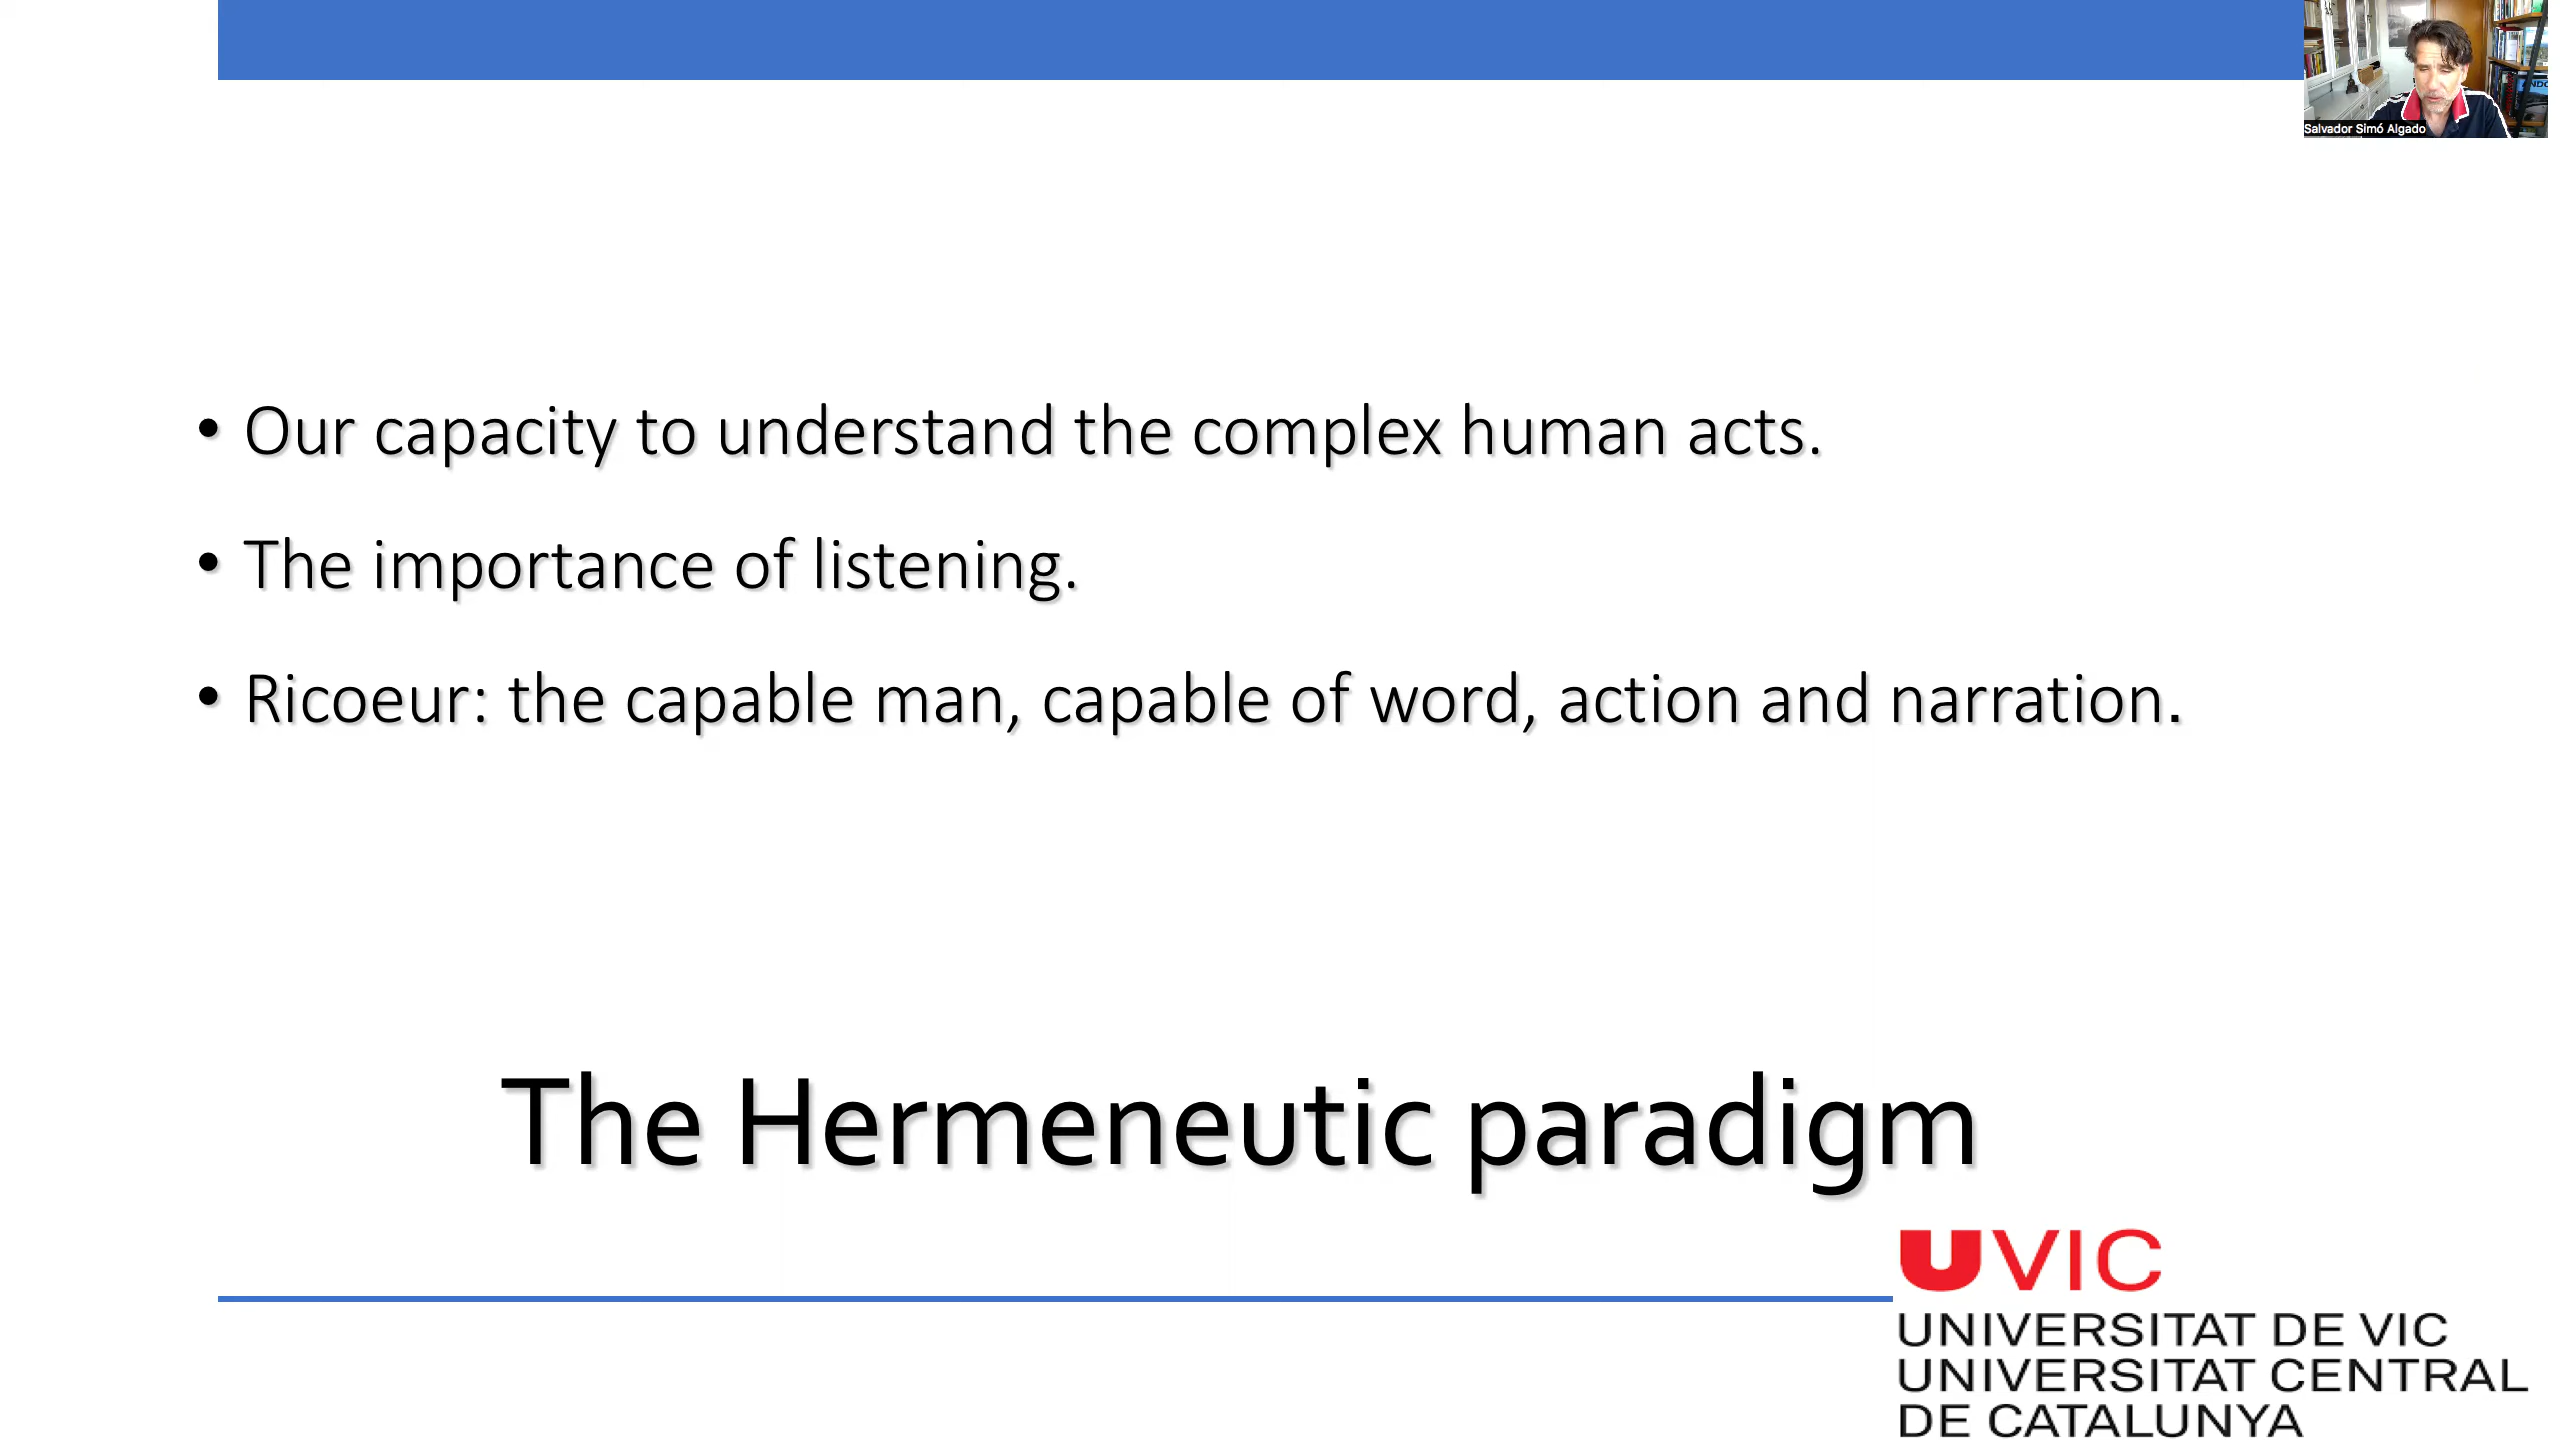 Salvador Simó Algado
• Our capacity to understand the complex human acts.
• The importance of listening.
• Ricoeur: the capable man, capable of word, action and narration.
The Hermeneutic paradigm
UVIC
UNIVERSITAT DE VIC
UNIVERSITAT CENTRAL
DE CATALUNYA